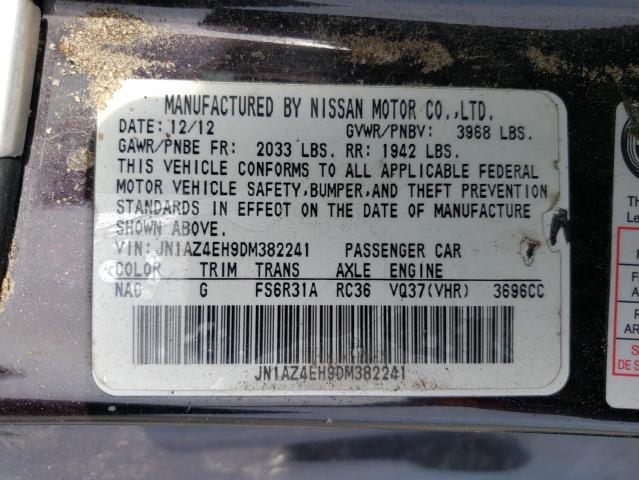 MANUFACTURED BY NISSAN MOTOR CO.,LTD.
DATE: 12/12 GVWR/PNBV: 3968 LBS.
GAWR/PNBE FR: 2033 LBS. RR: 1942 LBS.
THIS VEHICLE CONFORMS TO ALL APPLICABLE FEDERAL
MOTOR VEHICLE SAFETY,BUMPER,AND THEFT PREVENTION
STANDARDS IN EFFECT ON THE DATE OF MANUFACTURE
SHOWN ABOVE.
VIN: JN1AZ4EH9DM382241 PASSENGER CAR
COLOR TRIM TRANS AXLE ENGINE
NAG G FS6R31A RC36 VQ37(VHR) 3696CC
JN1AZ4EH9DM382241
DE S